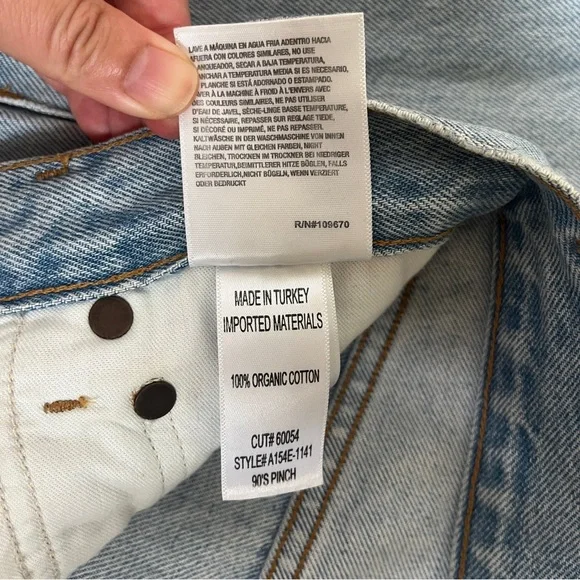 LAVE A MÁQUINA EN AGUA FRIA ADENTRO HACIA
AFUERA CON COLORES SIMILARES, NO USE
BLANQUEADOR, SECAR A BAJA TEMPERATURA,
PLANCHAR A TEMPERATURA MEDIA SI ES NECESARIO,
NO PLANCHE SI ESTÁ ADORNADO O ESTAMPADO.
LAVER À LA MACHINE À FROID À L'ENVERS AVEC
DES COULEURS SIMILAIRES, NE PAS UTILISER
D'EAU DE JAVEL, SÈCHE-LINGE BASSE TEMPÉRATURE,
SI NÉCESSAIRE, REPASSER SUR REGLAGE TIEDE,
SI DÉCORÉ OU IMPRIMÉ, NE PAS REPASSER
KALTWÄSCHE IN DER WASCHMASCHINE VON INNEN
NACH AUßEN MIT GLEICHEN FARBEN, NICHT
BLEICHEN, TROCKNEN IM TROCKNER BEI NIEDRIGER
TEMPERATUR,BEIMITTLERER HITZE BÜGLEN, FALLS
ERFORDERLICH,NICHT BÜGELN, WENN VERZIERT
ODER BEDRUCKT
R/N#109670
MADE IN TURKEY
IMPORTED MATERIALS
100% ORGANIC COTTON
CUT# 60054
STYLE# A154E-1141
90'S PINCH